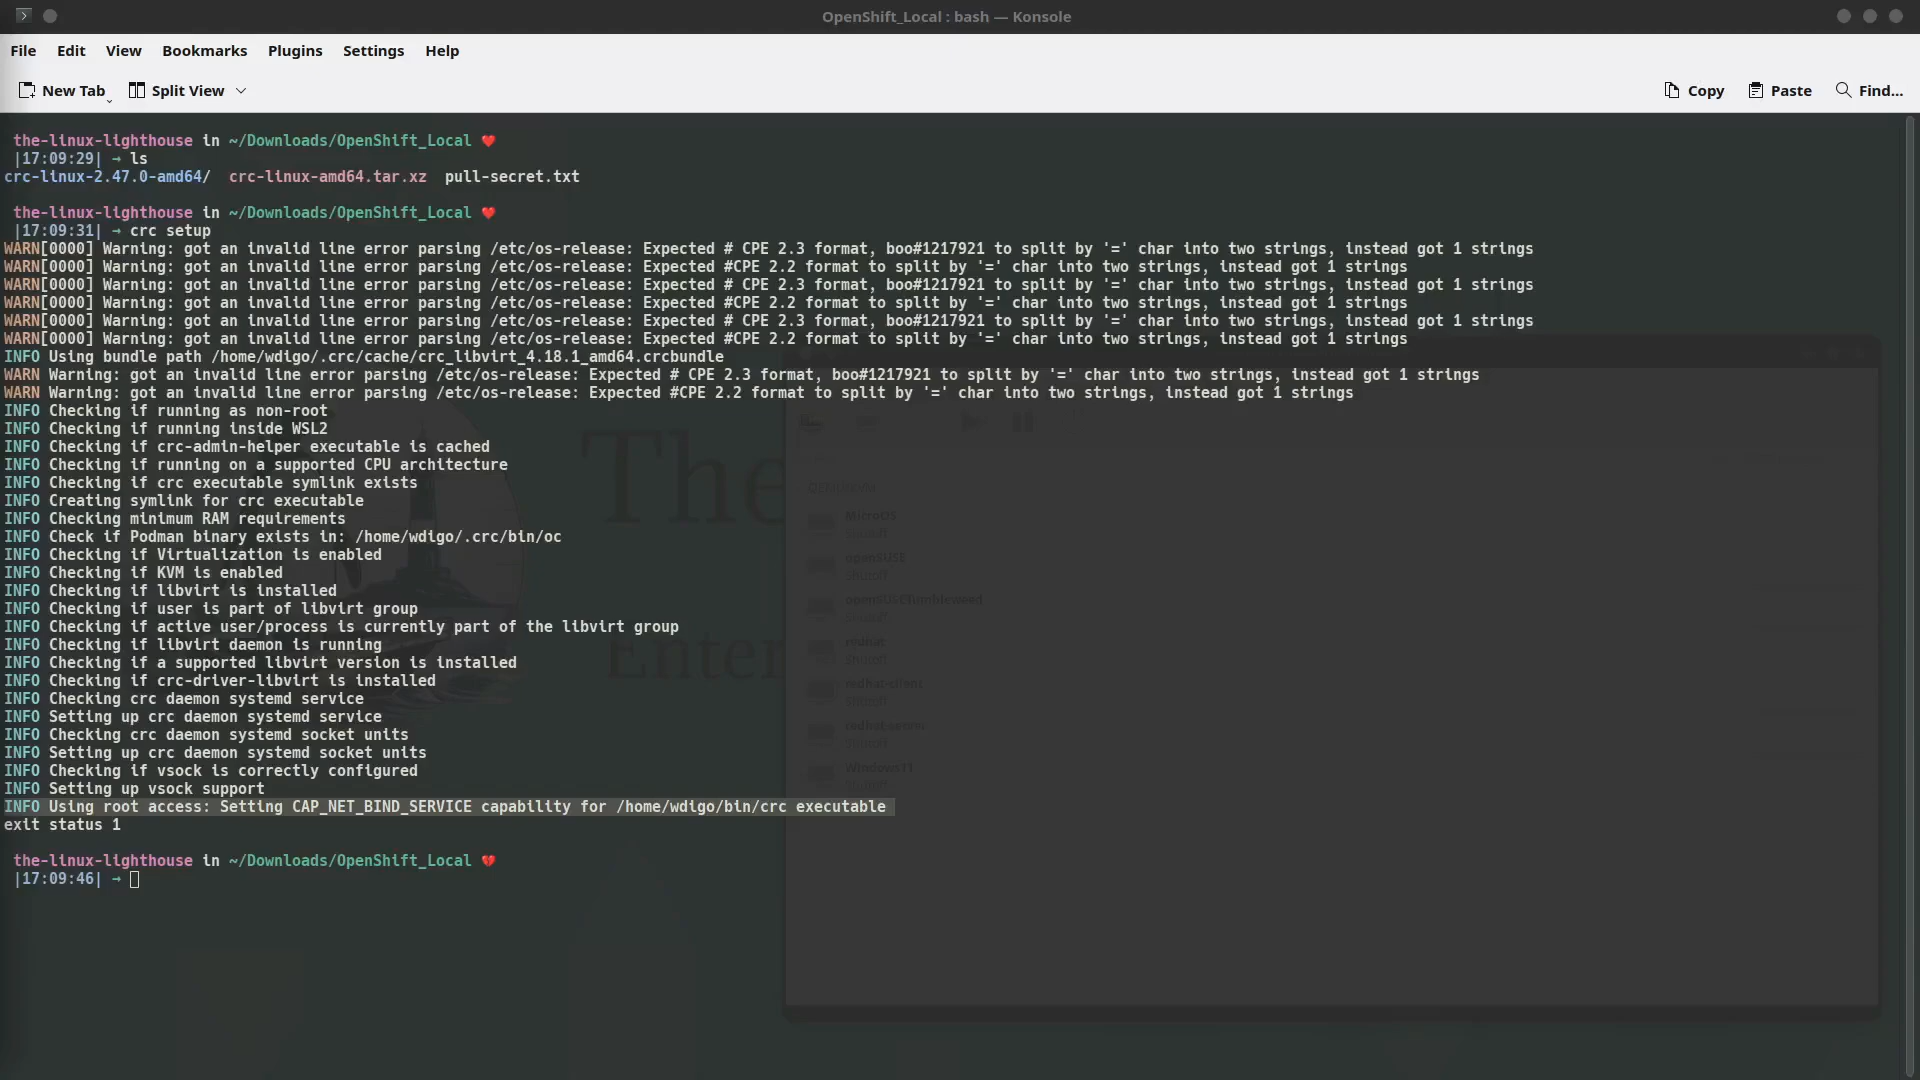 OpenShift_Local : bash — Konsole
File Edit View Bookmarks Plugins Settings Help
New Tab Split View Copy Paste Find...
the-linux-lighthouse in ~/Downloads/OpenShift_Local ❤️
|17:09:29| → ls
crc-linux-2.47.0-amd64/ crc-linux-amd64.tar.xz pull-secret.txt
the-linux-lighthouse in ~/Downloads/OpenShift_Local ❤️
|17:09:31| → crc setup
WARN[0000] Warning: got an invalid line error parsing /etc/os-release: Expected # CPE 2.3 format, boo#1217921 to split by '=' char into two strings, instead got 1 strings
WARN[0000] Warning: got an invalid line error parsing /etc/os-release: Expected #CPE 2.2 format to split by '=' char into two strings, instead got 1 strings
WARN[0000] Warning: got an invalid line error parsing /etc/os-release: Expected # CPE 2.3 format, boo#1217921 to split by '=' char into two strings, instead got 1 strings
WARN[0000] Warning: got an invalid line error parsing /etc/os-release: Expected #CPE 2.2 format to split by '=' char into two strings, instead got 1 strings
WARN[0000] Warning: got an invalid line error parsing /etc/os-release: Expected # CPE 2.3 format, boo#1217921 to split by '=' char into two strings, instead got 1 strings
WARN[0000] Warning: got an invalid line error parsing /etc/os-release: Expected #CPE 2.2 format to split by '=' char into two strings, instead got 1 strings
INFO Using bundle path /home/wdigo/.crc/cache/crc_libvirt_4.18.1_amd64.crcbundle
WARN Warning: got an invalid line error parsing /etc/os-release: Expected # CPE 2.3 format, boo#1217921 to split by '=' char into two strings, instead got 1 strings
WARN Warning: got an invalid line error parsing /etc/os-release: Expected #CPE 2.2 format to split by '=' char into two strings, instead got 1 strings
INFO Checking if running as non-root
INFO Checking if running inside WSL2
INFO Checking if crc-admin-helper executable is cached
INFO Checking if running on a supported CPU architecture
INFO Checking if crc executable symlink exists
INFO Creating symlink for crc executable
INFO Checking minimum RAM requirements
INFO Check if Podman binary exists in: /home/wdigo/.crc/bin/oc
INFO Checking if Virtualization is enabled
INFO Checking if KVM is enabled
INFO Checking if libvirt is installed
INFO Checking if user is part of libvirt group
INFO Checking if active user/process is currently part of the libvirt group
INFO Checking if libvirt daemon is running
INFO Checking if a supported libvirt version is installed
INFO Checking if crc-driver-libvirt is installed
INFO Checking crc daemon systemd service
INFO Setting up crc daemon systemd service
INFO Checking crc daemon systemd socket units
INFO Setting up crc daemon systemd socket units
INFO Checking if vsock is correctly configured
INFO Setting up vsock support
INFO Using root access: Setting CAP_NET_BIND_SERVICE capability for /home/wdigo/bin/crc executable
exit status 1
the-linux-lighthouse in ~/Downloads/OpenShift_Local 💔
|17:09:46| →
The
Enter
MicroOS
openSUSE
openSUSETumbleweed
redhat
redhat-client
Windows11